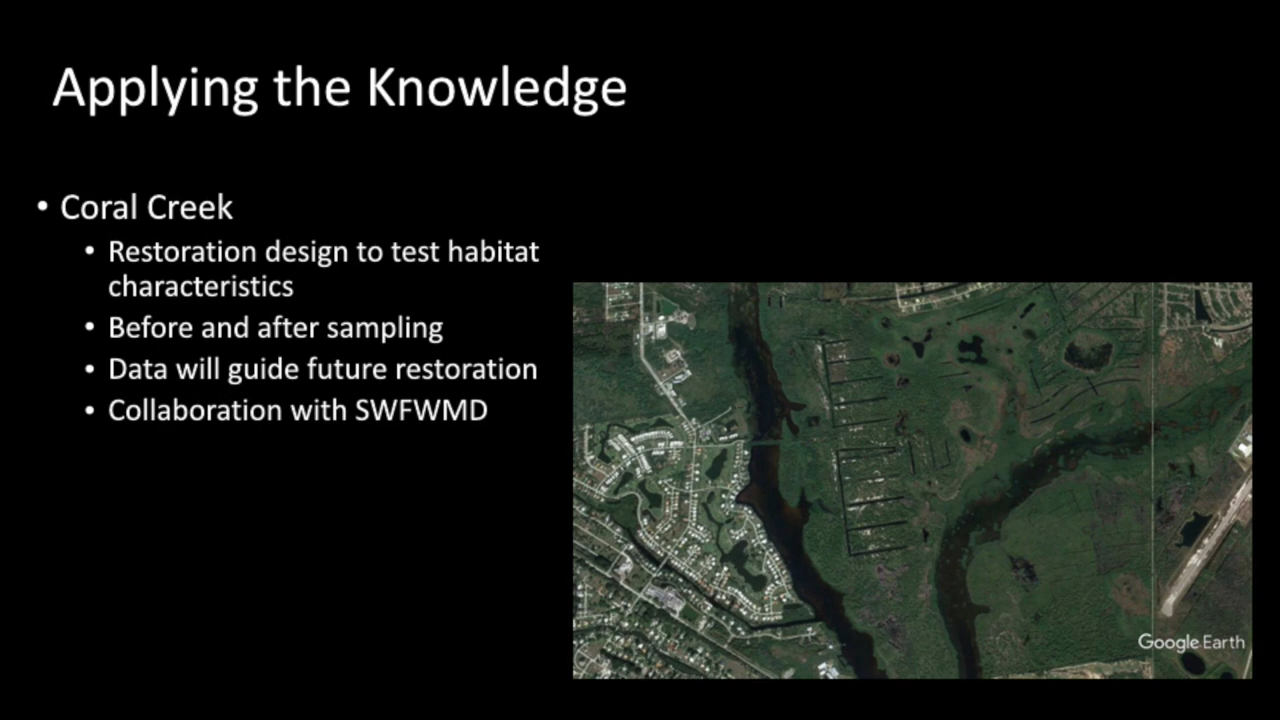 Applying the Knowledge
• Coral Creek
• Restoration design to test habitat
characteristics
• Before and after sampling
• Data will guide future restoration
• Collaboration with SWFWMD
Google Earth